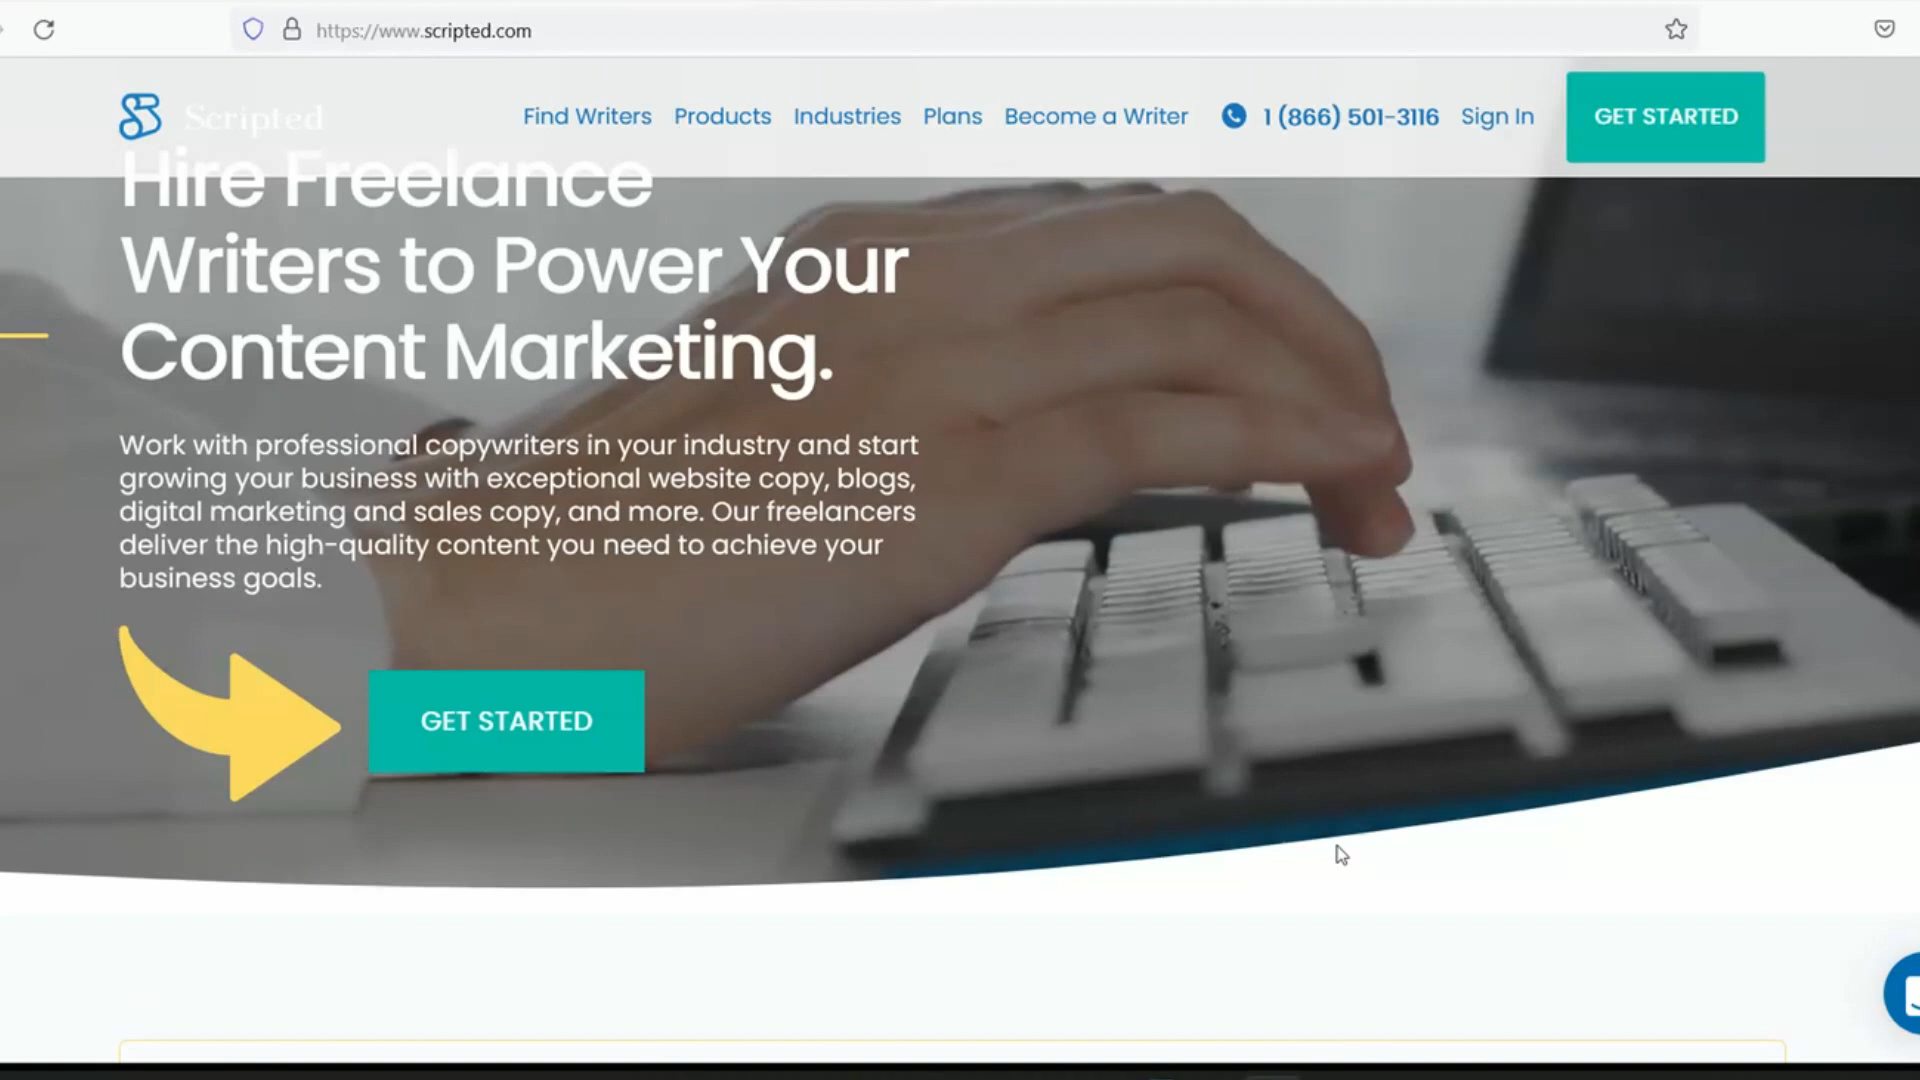 https://www.scripted.com
Scripted
Find Writers
Products
Industries
Plans
Become a Writer
1 (866) 501-3116
Sign In
GET STARTED
Hire Freelance
Writers to Power Your
Content Marketing.
Work with professional copywriters in your industry and start
growing your business with exceptional website copy, blogs,
digital marketing and sales copy, and more. Our freelancers
deliver the high-quality content you need to achieve your
business goals.
GET STARTED